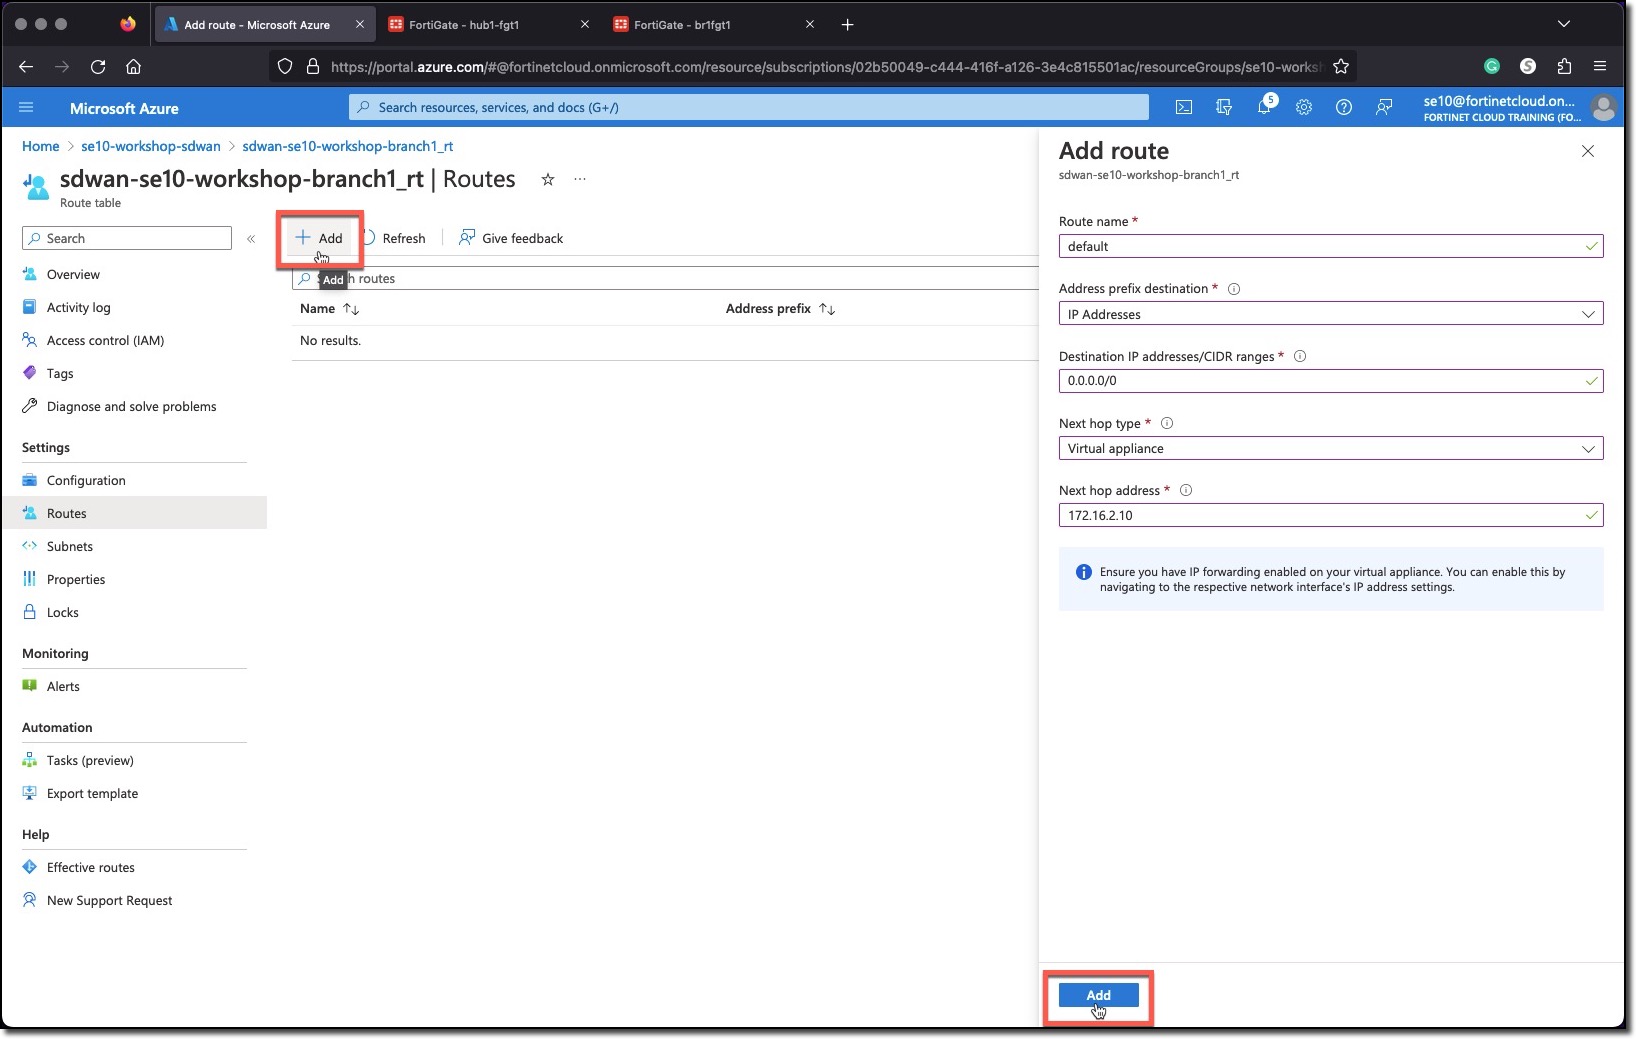 Add route - Microsoft Azure
FortiGate - hub1-fgt1
FortiGate - br1fgt1
https://portal.azure.com/#@fortinetcloud.onmicrosoft.com/resource/subscriptions/02b50049-c444-416f-a126-3e4c815501ac/resourceGroups/se10-worksh
Microsoft Azure
Search resources, services, and docs (G+/)
5
se10@fortinetcloud.on...
FORTINET CLOUD TRAINING (FO...
Home > se10-workshop-sdwan > sdwan-se10-workshop-branch1_rt
sdwan-se10-workshop-branch1_rt | Routes
Route table
Search
Overview
Activity log
Access control (IAM)
Tags
Diagnose and solve problems
Settings
Configuration
Routes
Subnets
Properties
Locks
Monitoring
Alerts
Automation
Tasks (preview)
Export template
Help
Effective routes
New Support Request
Add
Refresh
Give feedback
Add
routes
Name
Address prefix
No results.
Add route
sdwan-se10-workshop-branch1_rt
Route name *
default
Address prefix destination *
IP Addresses
Destination IP addresses/CIDR ranges *
0.0.0.0/0
Next hop type *
Virtual appliance
Next hop address *
172.16.2.10
Ensure you have IP forwarding enabled on your virtual appliance. You can enable this by
navigating to the respective network interface's IP address settings.
Add